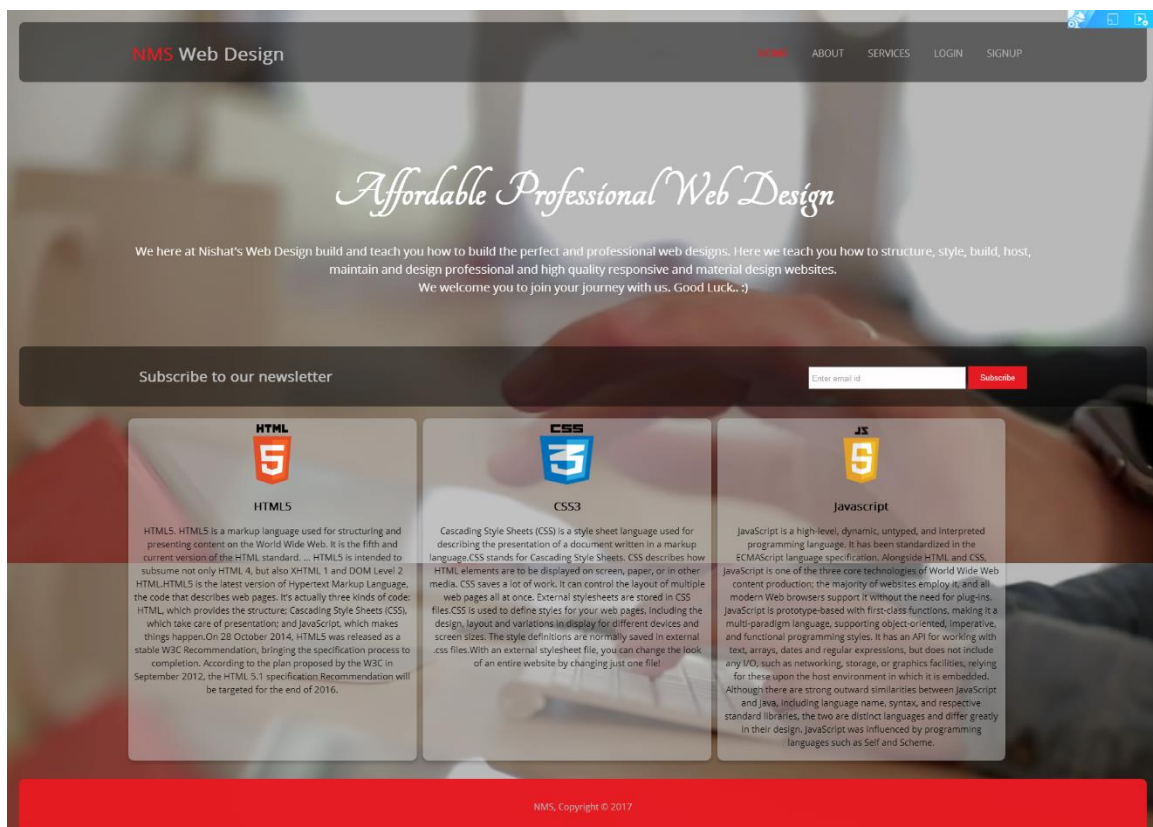 NMS Web Design
HOME ABOUT SERVICES LOGIN SIGNUP
Affordable Professional Web Design
We here at Nishat's Web Design build and teach you how to build the perfect and professional web designs. Here we teach you how to structure, style, build, host,
maintain and design professional and high quality responsive and material design websites.
We welcome you to join your journey with us. Good Luck.. :)
Subscribe to our newsletter
Enter email id
Subscribe
HTML
5
HTML5
HTML5. HTML5 is a markup language used for structuring and
presenting content on the World Wide Web. It is the fifth and
current version of the HTML standard. ... HTML5 is intended to
subsume not only HTML 4, but also XHTML 1 and DOM Level 2
HTML.HTML5 is the latest version of Hypertext Markup Language,
the code that describes web pages. It's actually three kinds of code:
HTML, which provides the structure; Cascading Style Sheets (CSS),
which take care of presentation; and JavaScript, which makes
things happen.On 28 October 2014, HTML5 was released as a
stable W3C Recommendation, bringing the specification process to
completion. According to the plan proposed by the W3C in
September 2012, the HTML 5.1 specification Recommendation will
be targeted for the end of 2016.
CSS
3
CSS3
Cascading Style Sheets (CSS) is a style sheet language used for
describing the presentation of a document written in a markup
language.CSS stands for Cascading Style Sheets. CSS describes how
HTML elements are to be displayed on screen, paper, or in other
media. CSS saves a lot of work. It can control the layout of multiple
web pages all at once. External stylesheets are stored in CSS
files.CSS is used to define styles for your web pages, including the
design, layout and variations in display for different devices and
screen sizes. The style definitions are normally saved in external
.css files.With an external stylesheet file, you can change the look
of an entire website by changing just one file!
JS
5
Javascript
JavaScript is a high-level, dynamic, untyped, and interpreted
programming language. It has been standardized in the
ECMAScript language specification. Alongside HTML and CSS,
JavaScript is one of the three core technologies of World Wide Web
content production; the majority of websites employ it, and all
modern Web browsers support it without the need for plug-ins.
JavaScript is prototype-based with first-class functions, making it a
multi-paradigm language, supporting object-oriented, imperative,
and functional programming styles. It has an API for working with
text, arrays, dates and regular expressions, but does not include
any I/O, such as networking, storage, or graphics facilities, relying
for these upon the host environment in which it is embedded.
Although there are strong outward similarities between JavaScript
and Java, including language name, syntax, and respective
standard libraries, the two are distinct languages and differ greatly
in their design. JavaScript was influenced by programming
languages such as Self and Scheme.
NMS, Copyright © 2017